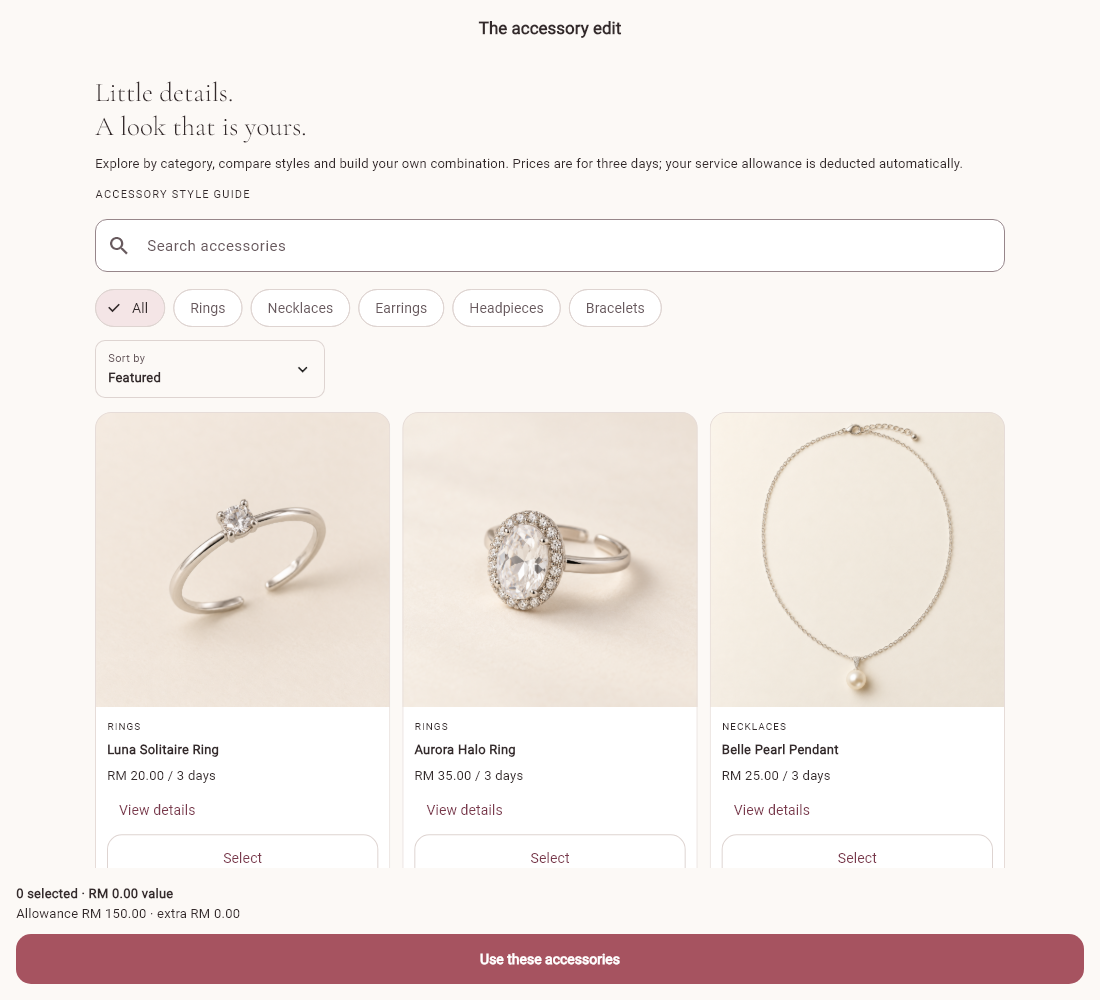 The accessory edit
Little details.
A look that is yours.
Explore by category, compare styles and build your own combination. Prices are for three days; your service allowance is deducted automatically.
ACCESSORY STYLE GUIDE
Search accessories
All
Rings
Necklaces
Earrings
Headpieces
Bracelets
Sort by
Featured
RINGS
Luna Solitaire Ring
RM 20.00 / 3 days
View details
Select
RINGS
Aurora Halo Ring
RM 35.00 / 3 days
View details
Select
NECKLACES
Belle Pearl Pendant
RM 25.00 / 3 days
View details
Select
0 selected · RM 0.00 value
Allowance RM 150.00 · extra RM 0.00
Use these accessories